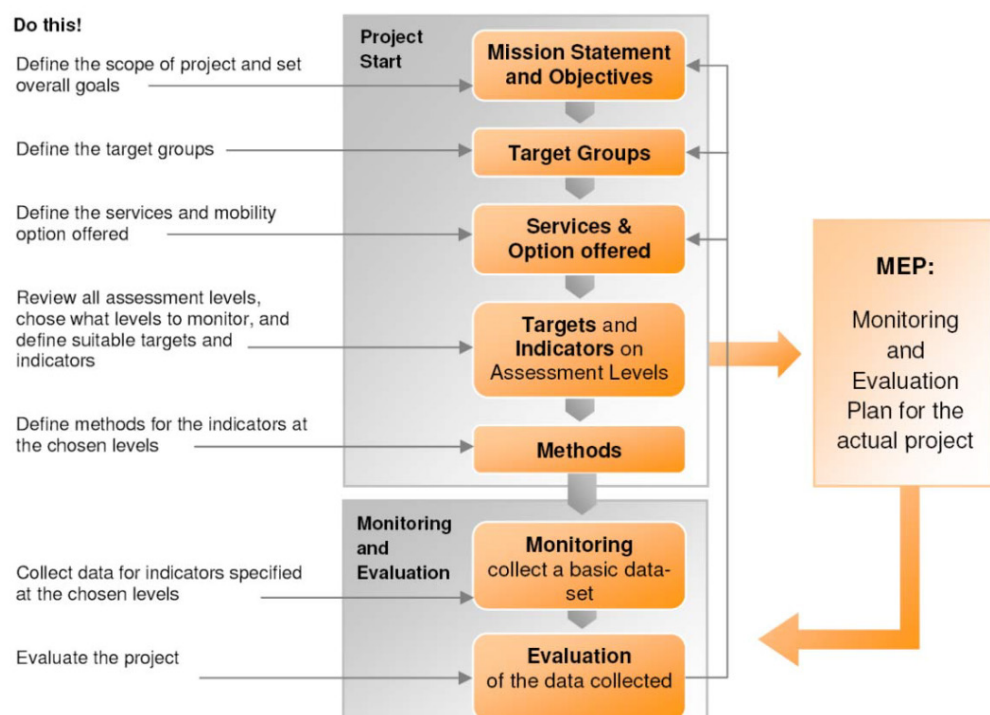 Do this!
Define the scope of project and set
overall goals
Define the target groups
Define the services and mobility
option offered
Review all assessment levels,
chose what levels to monitor, and
define suitable targets and
indicators
Define methods for the indicators at
the chosen levels
Collect data for indicators specified
at the chosen levels
Evaluate the project
Project
Start
Mission Statement
and Objectives
Target Groups
Services &
Option offered
Targets and
Indicators on
Assessment Levels
Methods
Monitoring
and
Evaluation
Monitoring
collect a basic data-
set
Evaluation
of the data collected
MEP:
Monitoring
and
Evaluation
Plan for the
actual project